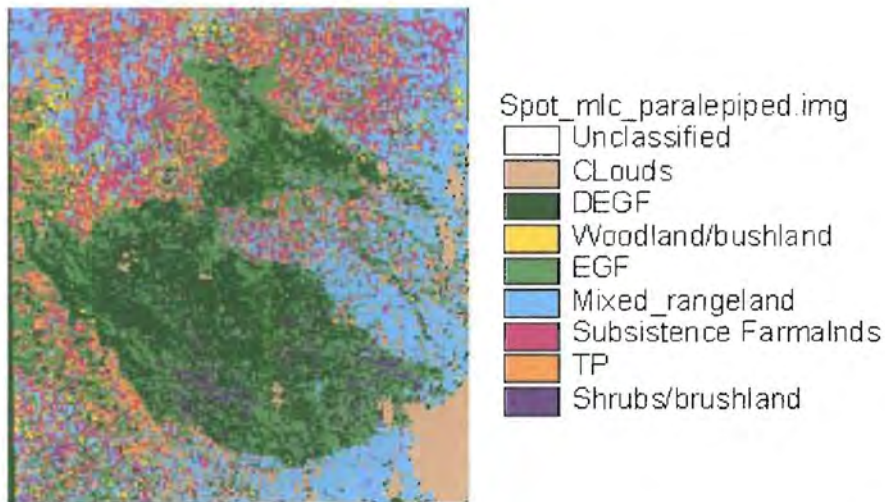 Spot_mlc_paralepiped.img
Unclassified
CLouds
DEGF
Woodland/bushland
EGF
Mixed_rangeland
Subsistence Farmalnds
TP
Shrubs/brushland